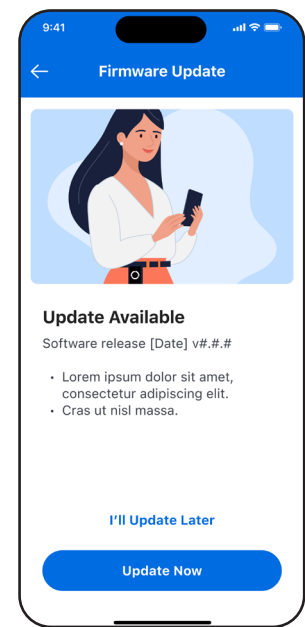 9:41
Firmware Update
Update Available
Software release [Date] v#.#.#
• Lorem ipsum dolor sit amet,
consectetur adipiscing elit.
• Cras ut nisl massa.
I'll Update Later
Update Now